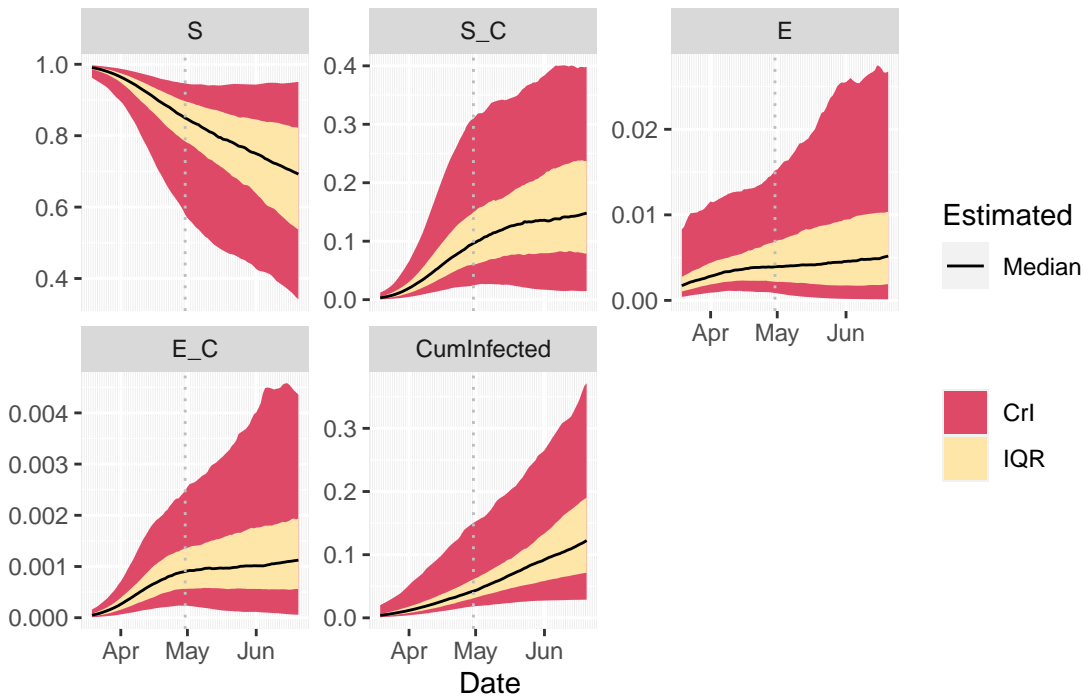 S
1.0
0.8
0.6
0.4
S_C
0.4
0.3
0.2
0.1
0.0
E
0.02
0.01
0.00
Apr May Jun
E_C
0.004
0.003
0.002
0.001
0.000
Apr May Jun
CumInfected
0.3
0.2
0.1
0.0
Apr May Jun
Date
Estimated
Median
CrI
IQR